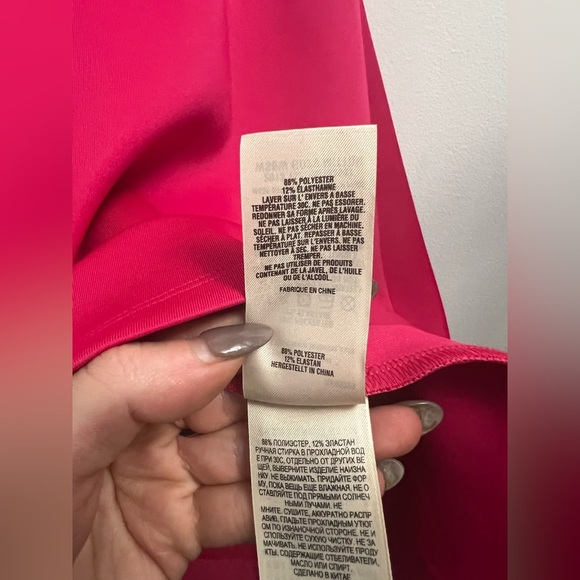 88% POLYESTER
12% ÉLASTHANNE
LAVER SUR L' ENVERS A BASSE
TEMPÉRATURE 30C. NE PAS ESSORER.
REDONNER SA FORME APRÈS LAVAGE.
NE PAS LAISSER À LA LUMIÈRE DU
SOLEIL. NE PAS SÉCHER EN MACHINE.
SÉCHER À PLAT. REPASSER À BASSE
TEMPÉRATURE SUR L'ENVERS. NE PAS
NETTOYER À SEC. NE PAS LAISSER
TREMPER.
NE PAS UTILISER DE PRODUITS
CONTENANT DE LA JAVEL, DE L'HUILE
OU DE L'ALCOOL.
FABRIQUE EN CHINE
88% POLYESTER
12% ELASTAN
HERGESTELLT IN CHINA
88% ПОЛИЭСТЕР, 12% ЭЛАСТАН
РУЧНАЯ СТИРКА В ПРОХЛАДНОЙ ВОД
Е ПРИ 30С, ОТДЕЛЬНО ОТ ДРУГИХ ВЕ
ЩЕЙ, ВЫВЕРНИТЕ ИЗДЕЛИЕ НАИЗНА
НКУ. НЕ ВЫЖИМАТЬ. ПРИДАЙТЕ ФОР
МУ, ПОКА ВЕЩЬ ЕЩЕ ВЛАЖНАЯ. НЕ О
СТАВЛЯЙТЕ ПОД ПРЯМЫМИ СОЛНЕЧ
НЫМИ ЛУЧАМИ. НЕ
МНИТЕ. СУШИТЕ, АККУРАТНО РАСПР
АВИВ, ГЛАДЬТЕ ПРОХЛАДНЫМ УТЮГ
ОМ ПО ИЗНАНОЧНОЙ СТОРОНЕ. НЕ И
СПОЛЬЗУЙТЕ СУХУЮ ЧИСТКУ. НЕ ЗА
МАЧИВАТЬ. НЕ ИСПОЛЬЗУЙТЕ ПРОДУ
КТЫ, СОДЕРЖАЩИЕ ОТБЕЛИВАТЕЛИ,
МАСЛО ИЛИ СПИРТ.
СДЕЛАНО В КИТАЕ